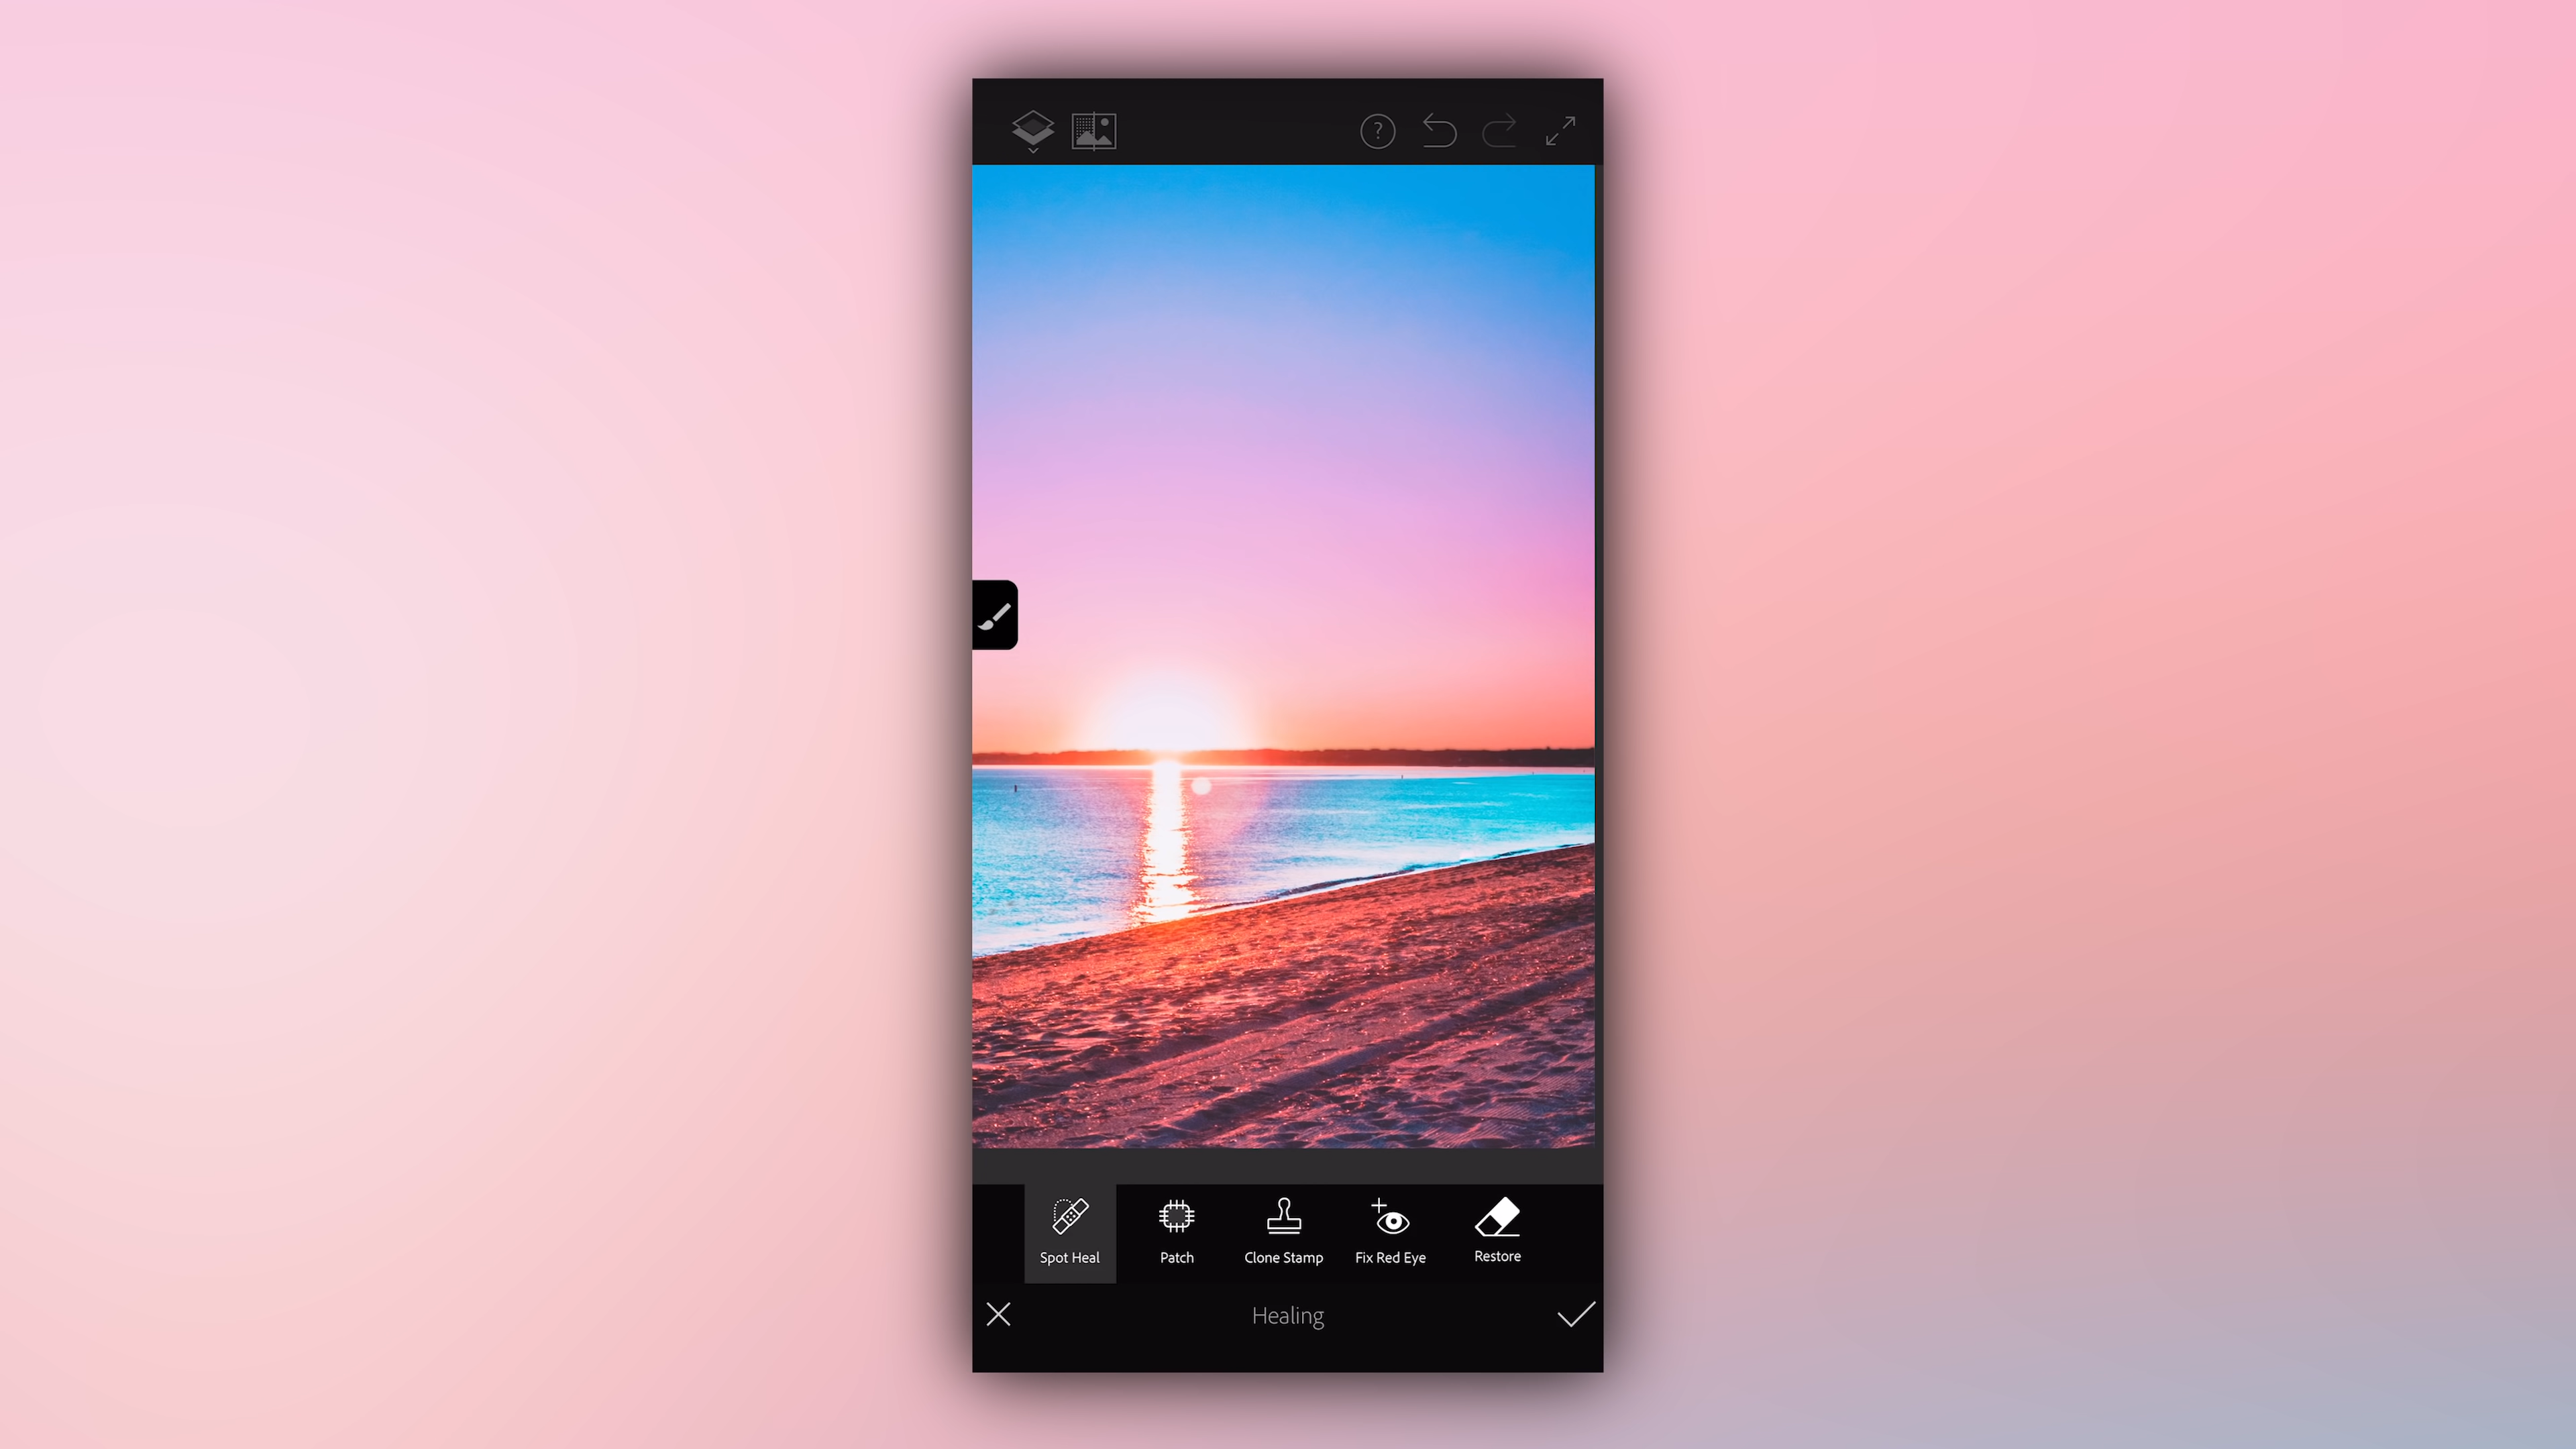 ?
Spot Heal
Patch
Clone Stamp
Fix Red Eye
Restore
Healing